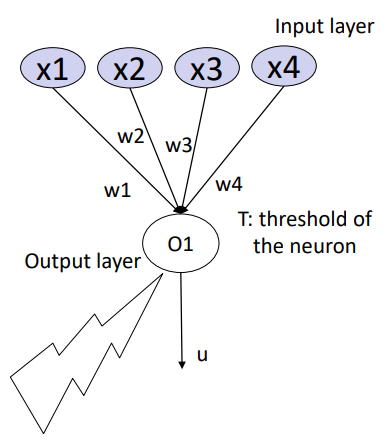 Input layer
x1 x2 x3 x4
w2 w3
w1 w4
T: threshold of
the neuron
O1
Output layer
u